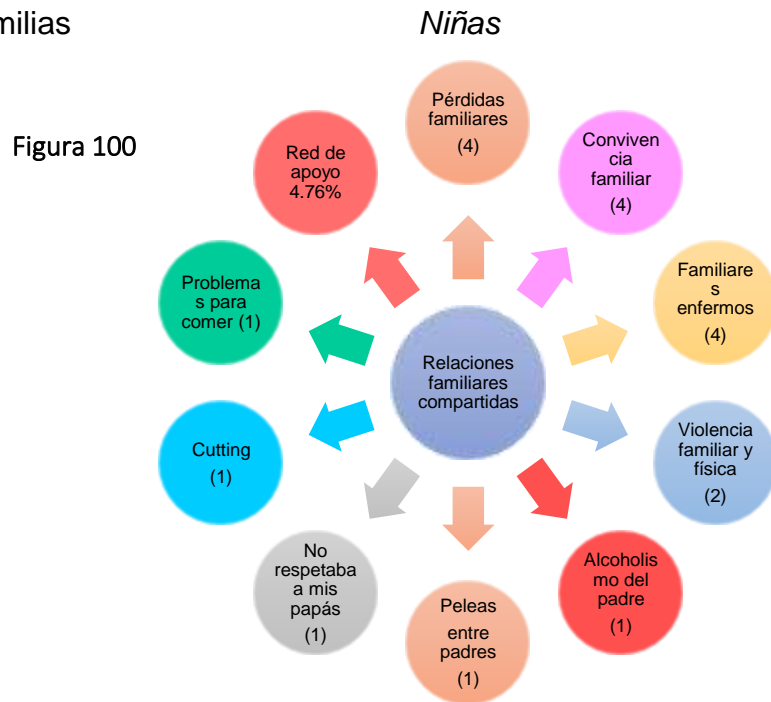 milias
Niñas
Figura 100
Pérdidas
familiares
(4)
Conviven
cia
familiar
(4)
Familiare
s
enfermos
(4)
Violencia
familiar y
física
(2)
Alcoholis
mo del
padre
(1)
Peleas
entre
padres
(1)
No
respetaba
a mis
papás
(1)
Cutting
(1)
Problema
s para
comer (1)
Red de
apoyo
4.76%
Relaciones
familiares
compartidas